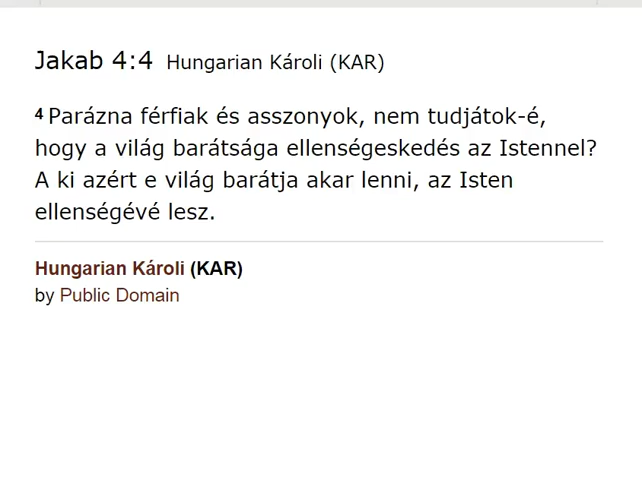 Jakab 4:4 Hungarian Károli (KAR)
4 Parázna férfiak és asszonyok, nem tudjátok-é,
hogy a világ barátsága ellenségeskedés az Istennel?
A ki azért e világ barátja akar lenni, az Isten
ellenségévé lesz.
Hungarian Károli (KAR)
by Public Domain